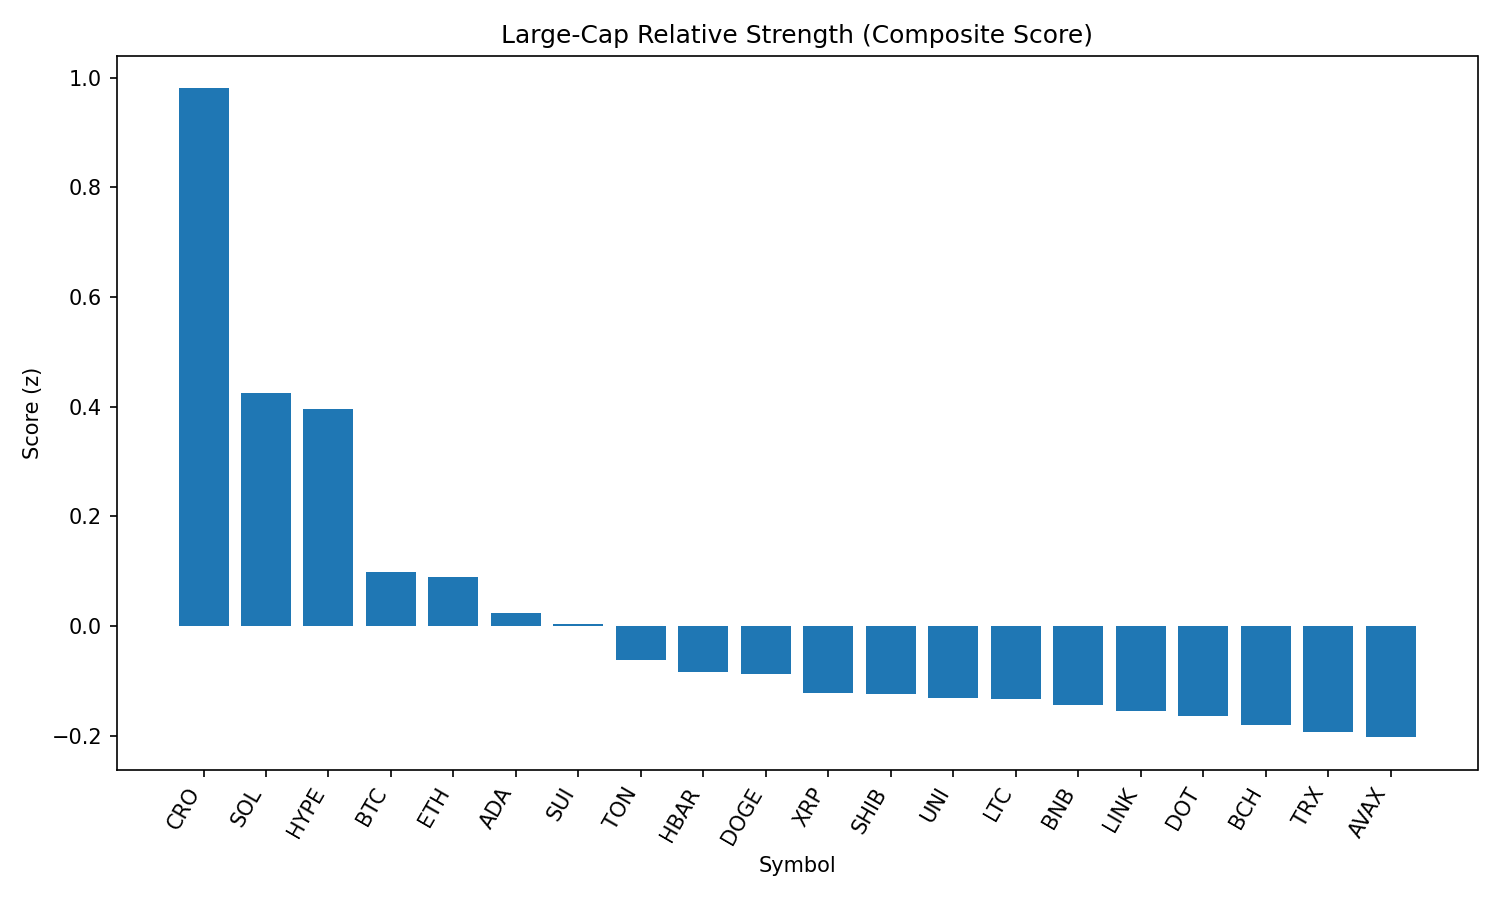 Large-Cap Relative Strength (Composite Score)
1.0
0.8
0.6
0.4
0.2
0.0
−0.2
Score (z)
CRO
SOL
HYPE
BTC
ETH
ADA
SUI
TON
HBAR
DOGE
XRP
SHIB
UNI
LTC
BNB
LINK
DOT
BCH
TRX
AVAX
Symbol